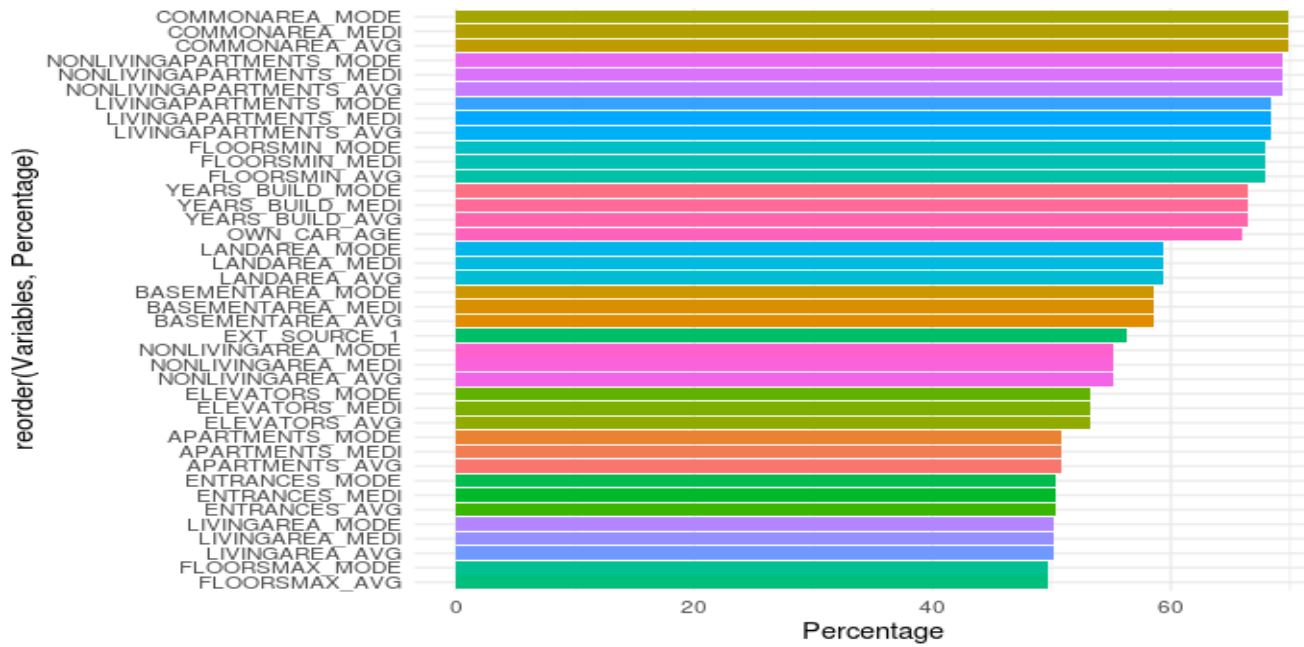 COMMONAREA_MODE
COMMONAREA_MEDI
COMMONAREA_AVG
NONLIVINGAPARTMENTS_MODE
NONLIVINGAPARTMENTS_MEDI
NONLIVINGAPARTMENTS_AVG
LIVINGAPARTMENTS_MODE
LIVINGAPARTMENTS_MEDI
LIVINGAPARTMENTS_AVG
FLOORSMIN_MODE
FLOORSMIN_MEDI
FLOORSMIN_AVG
YEARS_BUILD_MODE
YEARS_BUILD_MEDI
YEARS_BUILD_AVG
OWN_CAR_AGE
LANDAREA_MODE
LANDAREA_MEDI
LANDAREA_AVG
BASEMENTAREA_MODE
BASEMENTAREA_MEDI
BASEMENTAREA_AVG
EXT_SOURCE_1
NONLIVINGAREA_MODE
NONLIVINGAREA_MEDI
NONLIVINGAREA_AVG
ELEVATORS_MODE
ELEVATORS_MEDI
ELEVATORS_AVG
APARTMENTS_MODE
APARTMENTS_MEDI
APARTMENTS_AVG
ENTRANCES_MODE
ENTRANCES_MEDI
ENTRANCES_AVG
LIVINGAREA_MODE
LIVINGAREA_MEDI
LIVINGAREA_AVG
FLOORSMAX_MODE
FLOORSMAX_AVG
reorder(Variables, Percentage)
0 20 40 60
Percentage